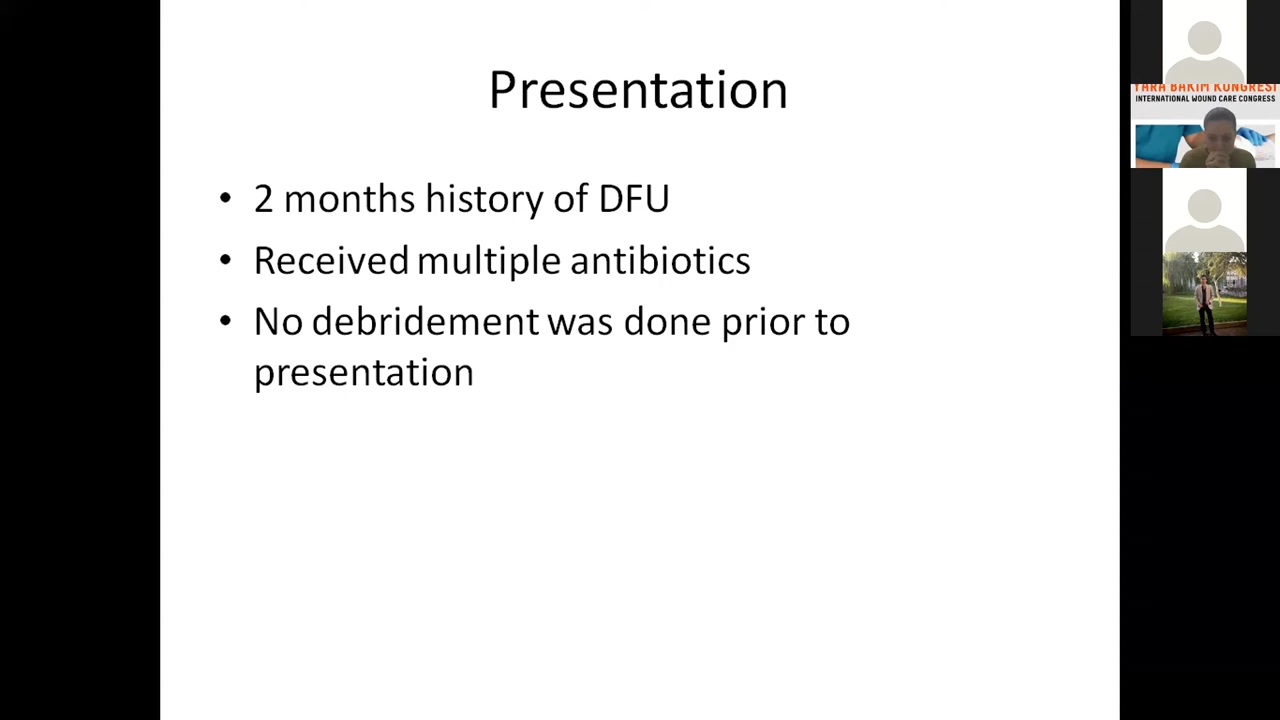 Presentation
• 2 months history of DFU
• Received multiple antibiotics
• No debridement was done prior to
presentation
YARA BAKIM KONGRESİ
INTERNATIONAL WOUND CARE CONGRESS